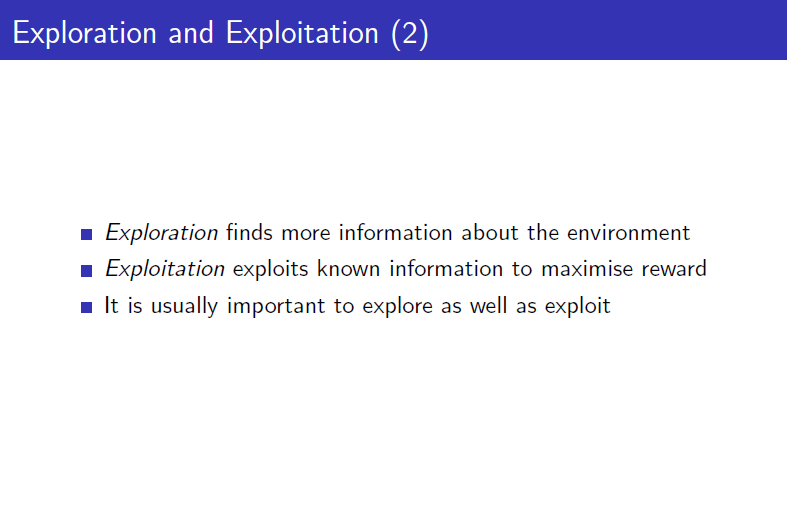 Exploration and Exploitation (2)
Exploration finds more information about the environment
Exploitation exploits known information to maximise reward
It is usually important to explore as well as exploit